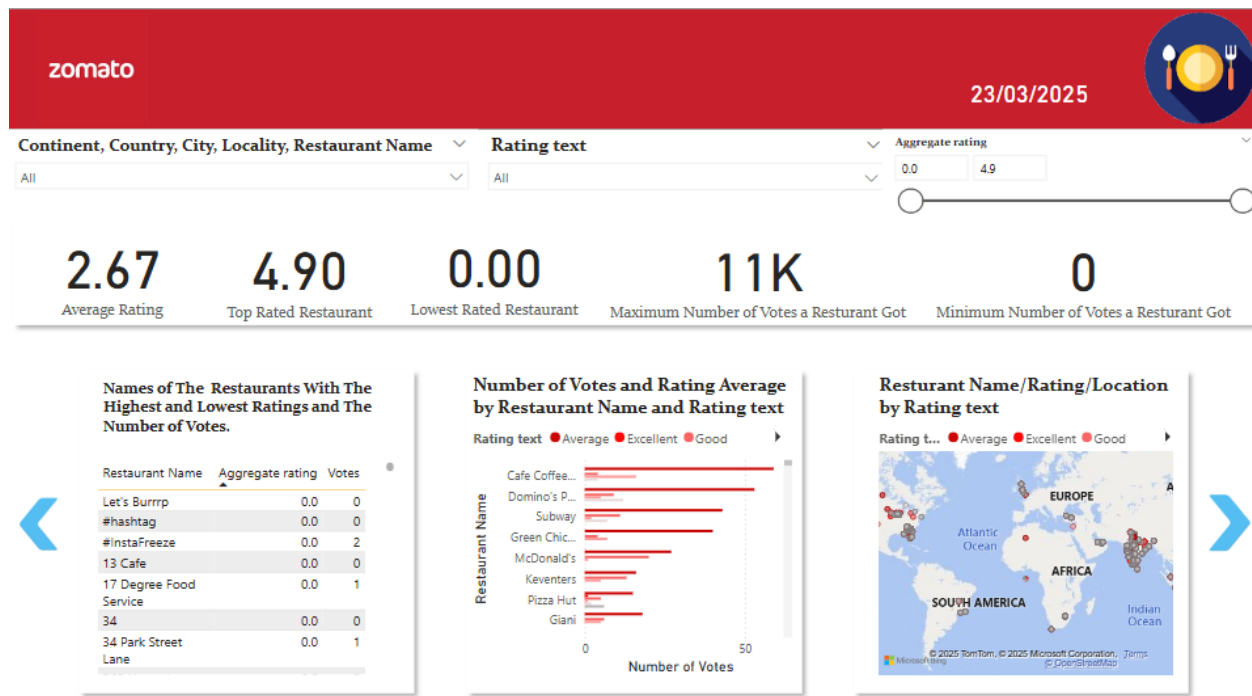 zomato
23/03/2025
Continent, Country, City, Locality, Restaurant Name
All
Rating text
All
Aggregate rating
0.0
4.9
2.67
Average Rating
4.90
Top Rated Restaurant
0.00
Lowest Rated Restaurant
11K
Maximum Number of Votes a Resturant Got
0
Minimum Number of Votes a Resturant Got
Names of The Restaurants With The
Highest and Lowest Ratings and The
Number of Votes.
Restaurant Name Aggregate rating Votes
Let's Burrrp 0.0 0
#hashtag 0.0 0
#InstaFreeze 0.0 2
13 Cafe 0.0 0
17 Degree Food 0.0 1
Service
34 0.0 0
34 Park Street 0.0 1
Lane
Number of Votes and Rating Average
by Restaurant Name and Rating text
Rating text Average Excellent Good
Restaurant Name
Cafe Coffee...
Domino's P...
Subway
Green Chic...
McDonald's
Keventers
Pizza Hut
Giani
0 50
Number of Votes
Resturant Name/Rating/Location
by Rating text
Rating t... Average Excellent Good
EUROPE
A
Atlantic
Ocean
AFRICA
SOUTH AMERICA
Indian
Ocean
Microsoft Bing
© 2025 TomTom, © 2025 Microsoft Corporation, Terms
© OpenStreetMap